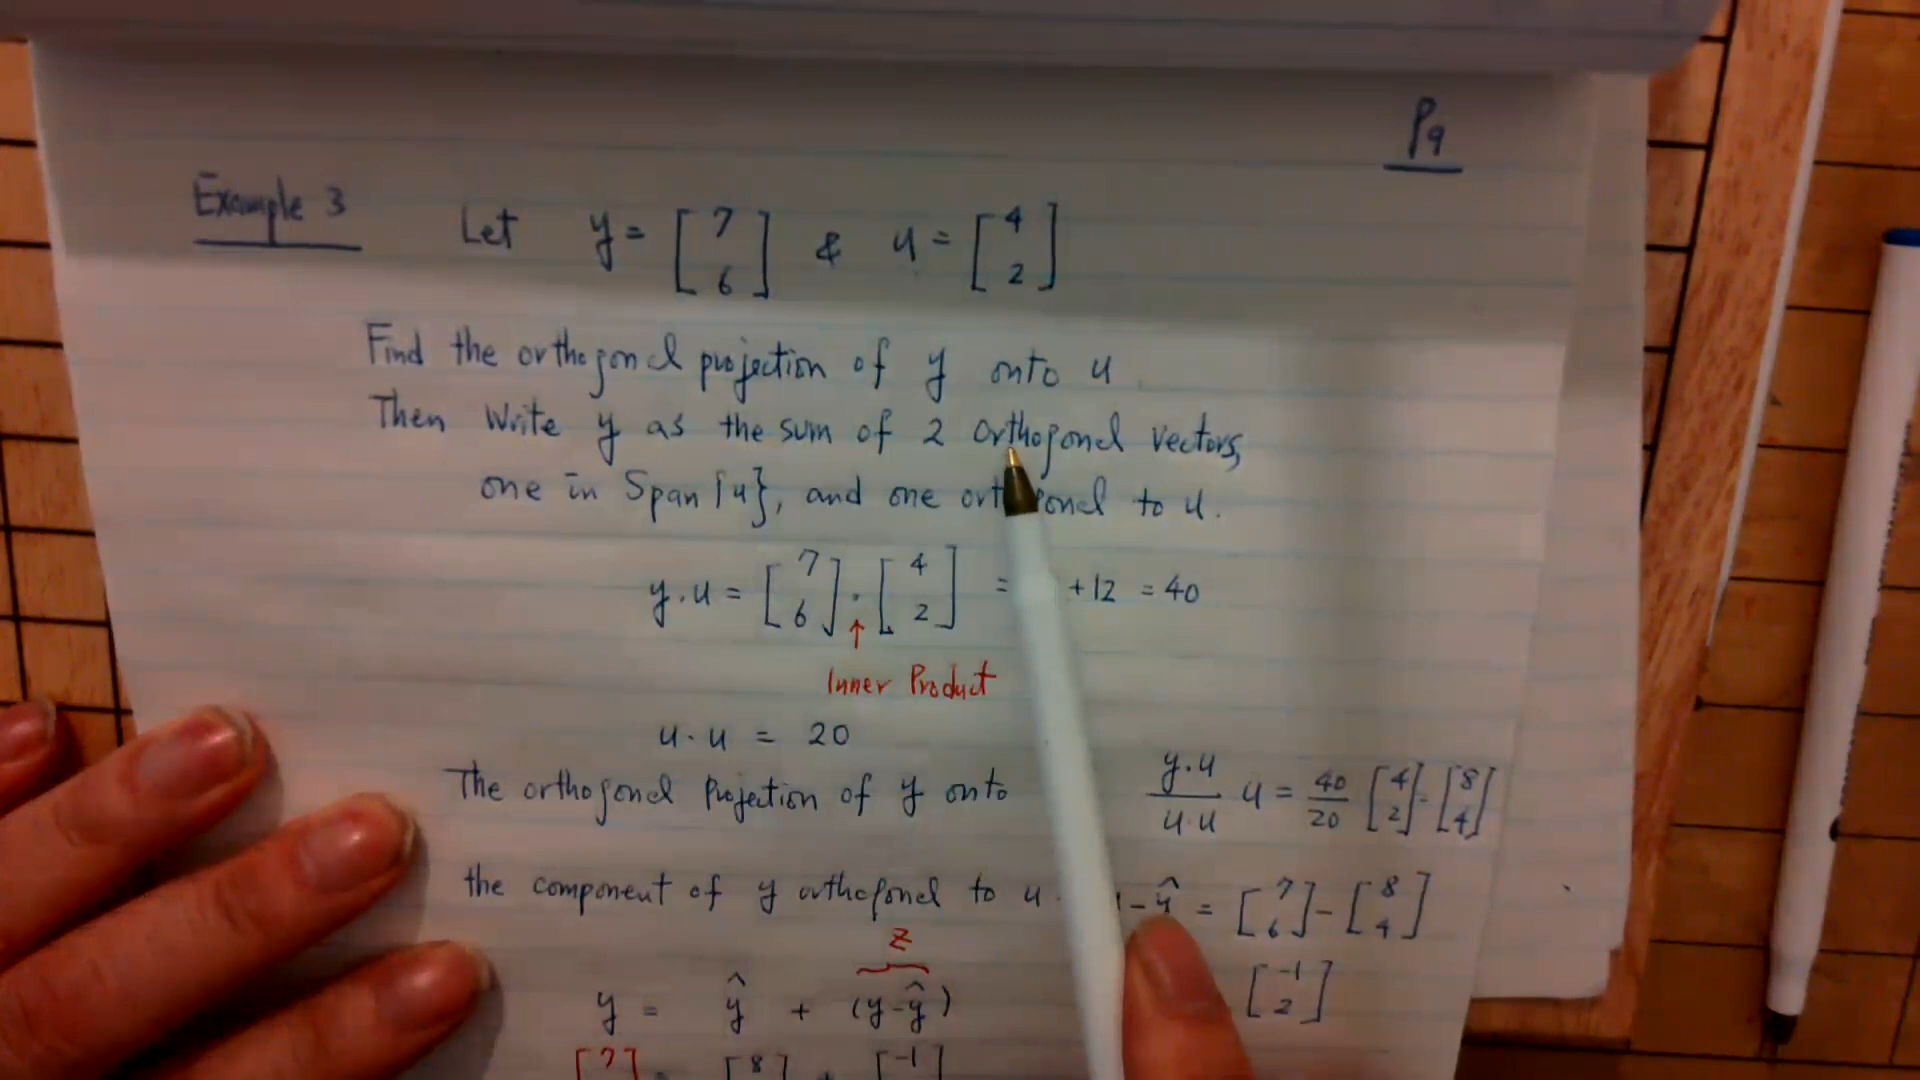 P9
Example 3 Let y = [7 6] & u = [4 2]
Find the orthogonal projection of y onto u
Then Write y as the sum of 2 orthogonal vectors,
one in Span {u}, and one orthogonal to u.
y . u = [7 6] . [4 2] = +12 = 40
↑
Inner Product
u . u = 20
The orthogonal Projection of y onto y.u / u.u u = 40/20 [4 2] = [8 4]
the component of y orthogonal to u - ŷ = [7 6] - [8 4]
z
[-1 2]
y = ŷ + (y-ŷ)
[7 [8] + [-1]